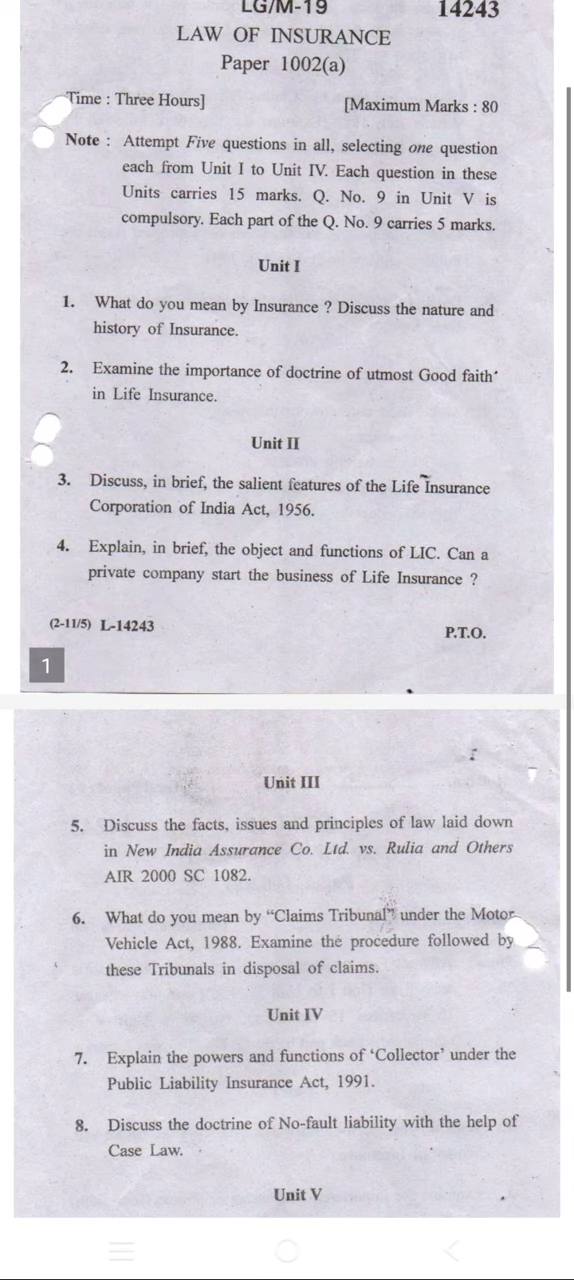 LG/M-19 14243
LAW OF INSURANCE
Paper 1002(a)
Time : Three Hours] [Maximum Marks : 80
Note : Attempt Five questions in all, selecting one question
each from Unit I to Unit IV. Each question in these
Units carries 15 marks. Q. No. 9 in Unit V is
compulsory. Each part of the Q. No. 9 carries 5 marks.
Unit I
1. What do you mean by Insurance ? Discuss the nature and
history of Insurance.
2. Examine the importance of doctrine of utmost Good faith'
in Life Insurance.
Unit II
3. Discuss, in brief, the salient features of the Life Insurance
Corporation of India Act, 1956.
4. Explain, in brief, the object and functions of LIC. Can a
private company start the business of Life Insurance ?
(2-11/5) L-14243 P.T.O.
1
Unit III
5. Discuss the facts, issues and principles of law laid down
in New India Assurance Co. Ltd. vs. Rulia and Others
AIR 2000 SC 1082.
6. What do you mean by “Claims Tribunal” under the Motor
Vehicle Act, 1988. Examine the procedure followed by
these Tribunals in disposal of claims.
Unit IV
7. Explain the powers and functions of ‘Collector’ under the
Public Liability Insurance Act, 1991.
8. Discuss the doctrine of No-fault liability with the help of
Case Law.
Unit V